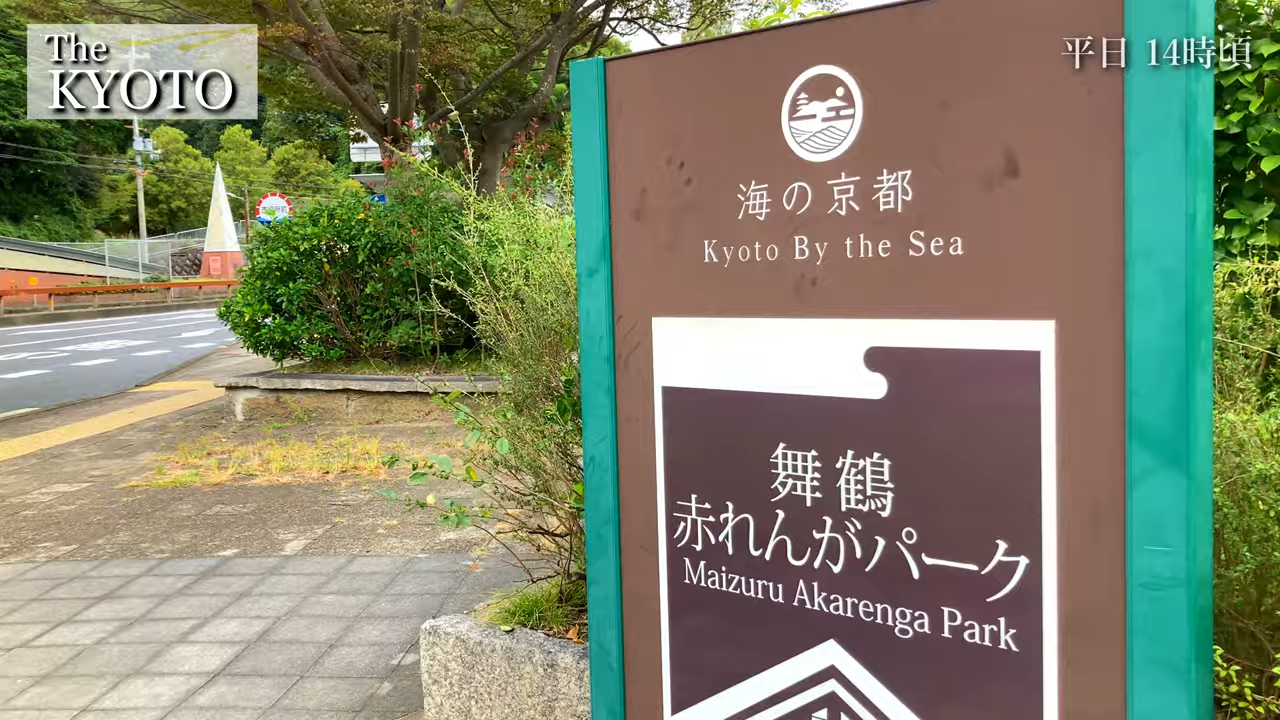 The
KYOTO
平日 14時頃
海の京都
Kyoto By the Sea
舞鶴
赤れんがパーク
Maizuru Akarenga Park